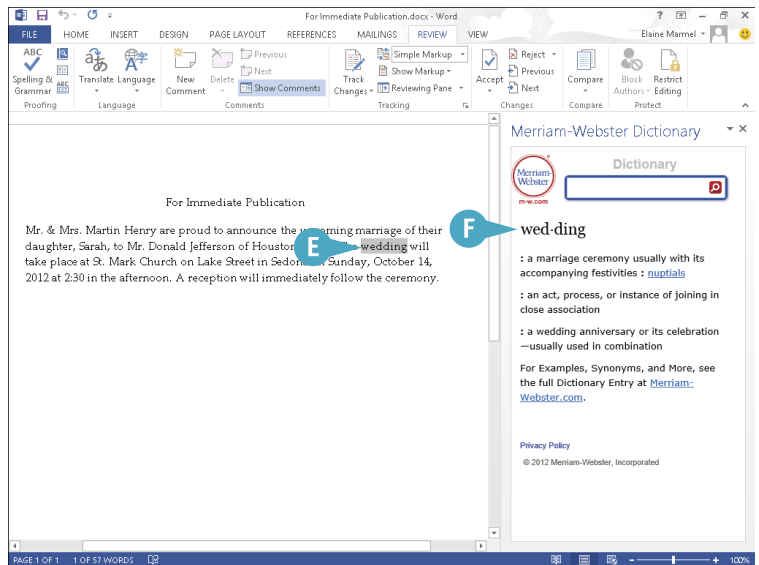 For Immediate Publication.docx - Word
?
FILE HOME INSERT DESIGN PAGE LAYOUT REFERENCES MAILINGS REVIEW VIEW Elaine Marmel
ABC
Spelling & Grammar
ABC
Translate Language
New Comment
Delete
Previous
Next
Show Comments
Track Changes
Simple Markup
Show Markup
Reviewing Pane
Accept
Reject
Previous
Next
Compare
Block Authors
Restrict Editing
Proofing Language Comments Tracking Changes Compare Protect
For Immediate Publication
Mr. & Mrs. Martin Henry are proud to announce the upcoming marriage of their
daughter, Sarah, to Mr. Donald Jefferson of Houston wedding will
take place at St. Mark Church on Lake Street in Sunday, October 14,
2012 at 2:30 in the afternoon. A reception will immediately follow the ceremony.
E
F
Merriam-Webster Dictionary
Merriam-
Webster
m-w.com
Dictionary
wed·ding
: a marriage ceremony usually with its
accompanying festivities : nuptials
: an act, process, or instance of joining in
close association
: a wedding anniversary or its celebration
—usually used in combination
For Examples, Synonyms, and More, see
the full Dictionary Entry at Merriam-
Webster.com.
Privacy Policy
© 2012 Merriam-Webster, Incorporated
PAGE 1 OF 1 1 OF 57 WORDS 100%